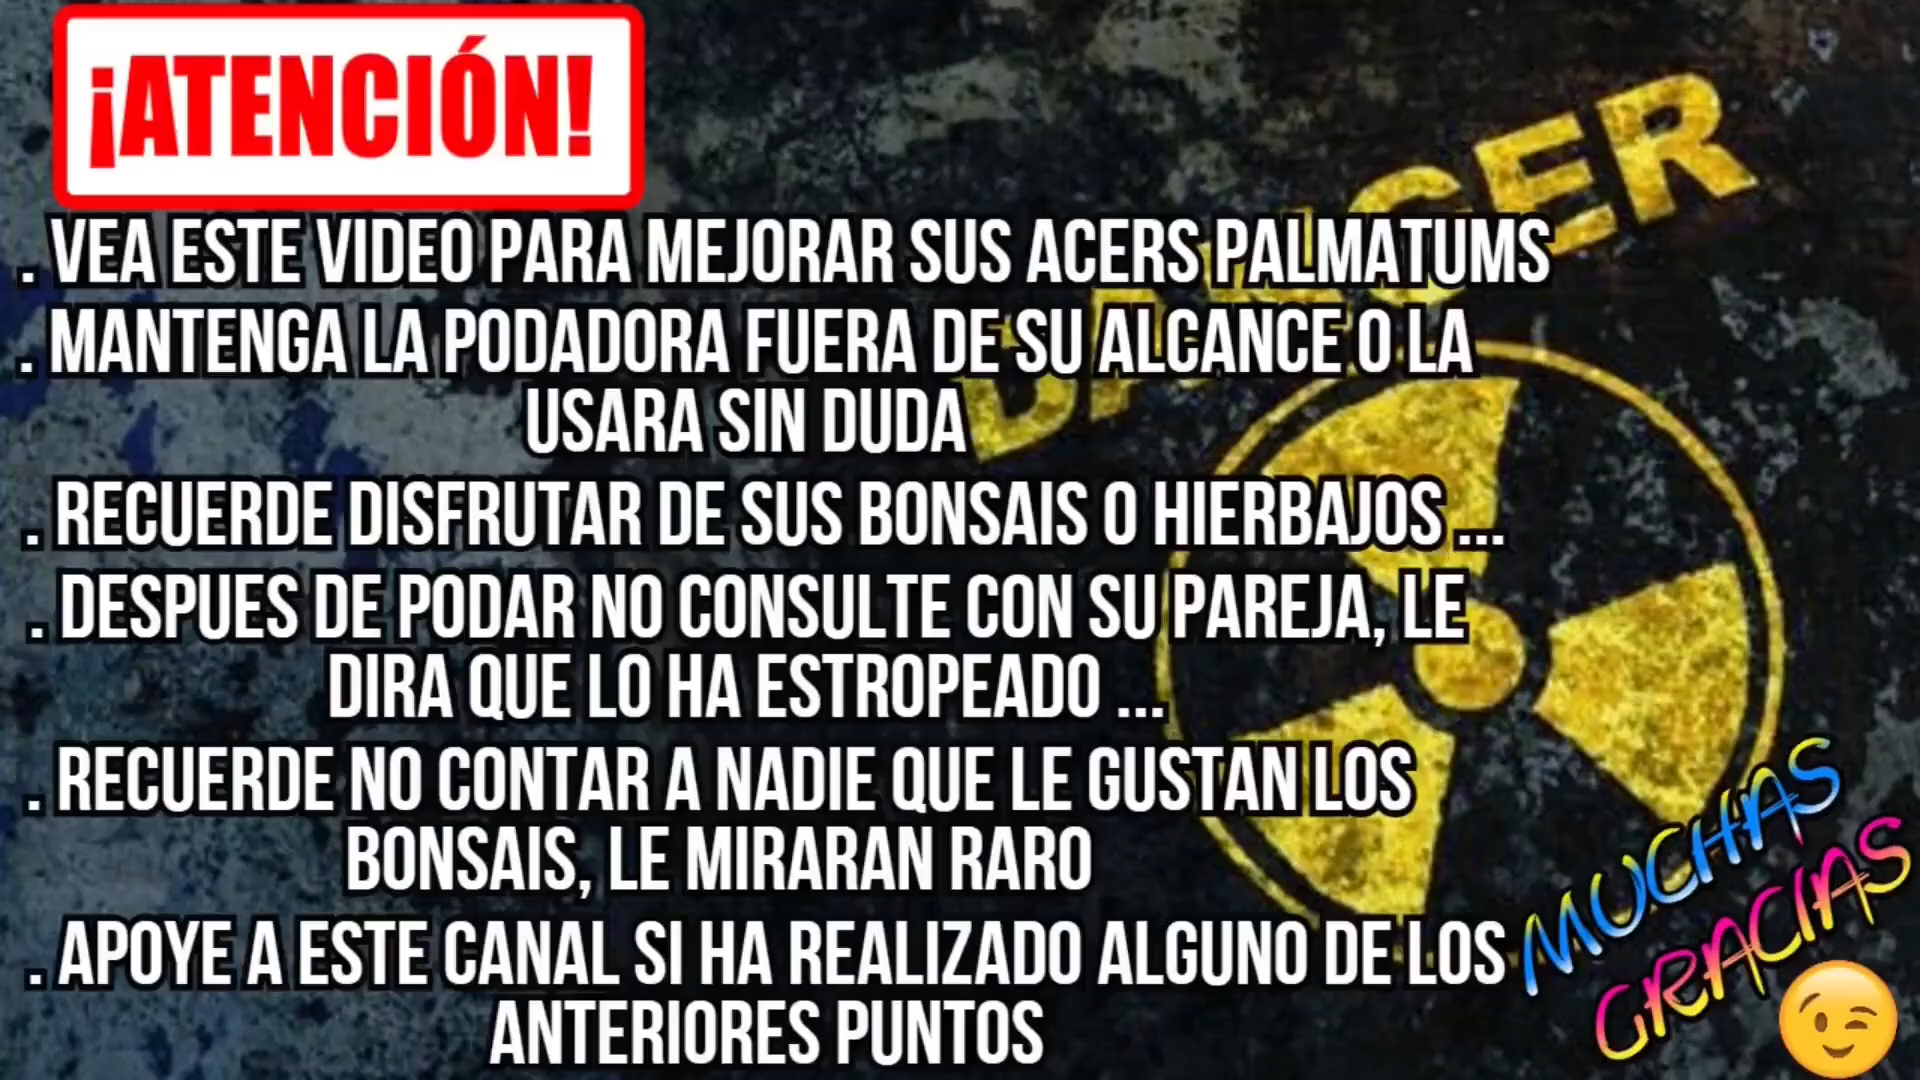 ¡ATENCIÓN!
DANGER
. VEA ESTE VIDEO PARA MEJORAR SUS ACERS PALMATUMS
. MANTENGA LA PODADORA FUERA DE SU ALCANCE O LA
USARA SIN DUDA
. RECUERDE DISFRUTAR DE SUS BONSAIS O HIERBAJOS ...
. DESPUES DE PODAR NO CONSULTE CON SU PAREJA, LE
DIRA QUE LO HA ESTROPEADO ...
. RECUERDE NO CONTAR A NADIE QUE LE GUSTAN LOS
BONSAIS, LE MIRARAN RARO
. APOYE A ESTE CANAL SI HA REALIZADO ALGUNO DE LOS
ANTERIORES PUNTOS
MUCHAS
GRACIAS